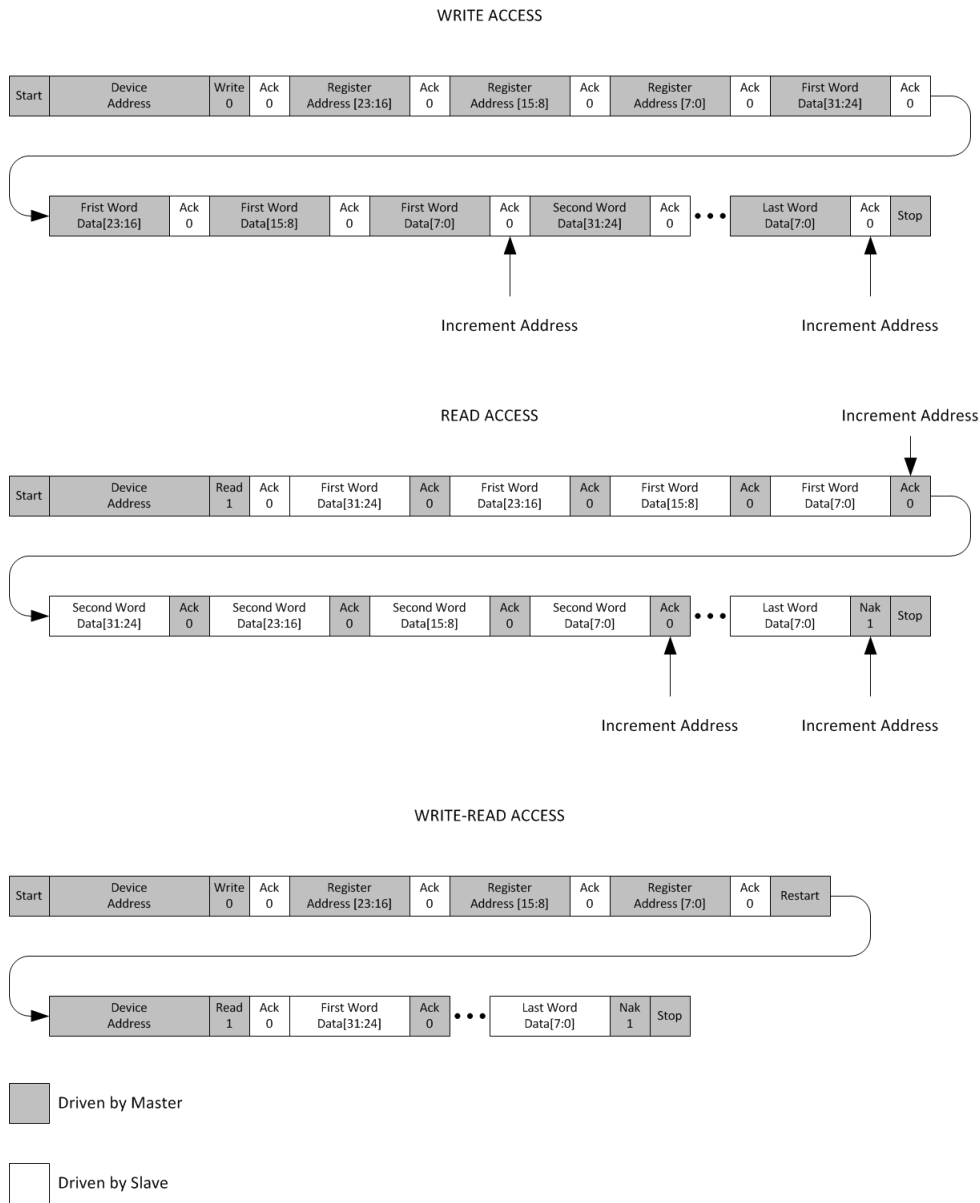 WRITE ACCESS
Start Device Write Ack Register Ack Register Ack Register Ack First Word Ack
Address 0 0 Address [23:16] 0 Address [15:8] 0 Address [7:0] 0 Data[31:24] 0
Frist Word Ack First Word Ack First Word Ack Second Word Ack Last Word Ack Stop
Data[23:16] 0 Data[15:8] 0 Data[7:0] 0 Data[31:24] 0 ••• Data[7:0] 0
Increment Address Increment Address
READ ACCESS Increment Address
Start Device Read Ack First Word Ack Frist Word Ack First Word Ack First Word Ack
Address 1 0 Data[31:24] 0 Data[23:16] 0 Data[15:8] 0 Data[7:0] 0
Second Word Ack Second Word Ack Second Word Ack Second Word Ack Last Word Nak Stop
Data[31:24] 0 Data[23:16] 0 Data[15:8] 0 Data[7:0] 0 ••• Data[7:0] 1
Increment Address Increment Address
WRITE-READ ACCESS
Start Device Write Ack Register Ack Register Ack Register Ack Restart
Address 0 0 Address [23:16] 0 Address [15:8] 0 Address [7:0] 0
Device Read Ack First Word Ack Last Word Nak Stop
Address 1 0 Data[31:24] 0 ••• Data[7:0] 1
Driven by Master
Driven by Slave